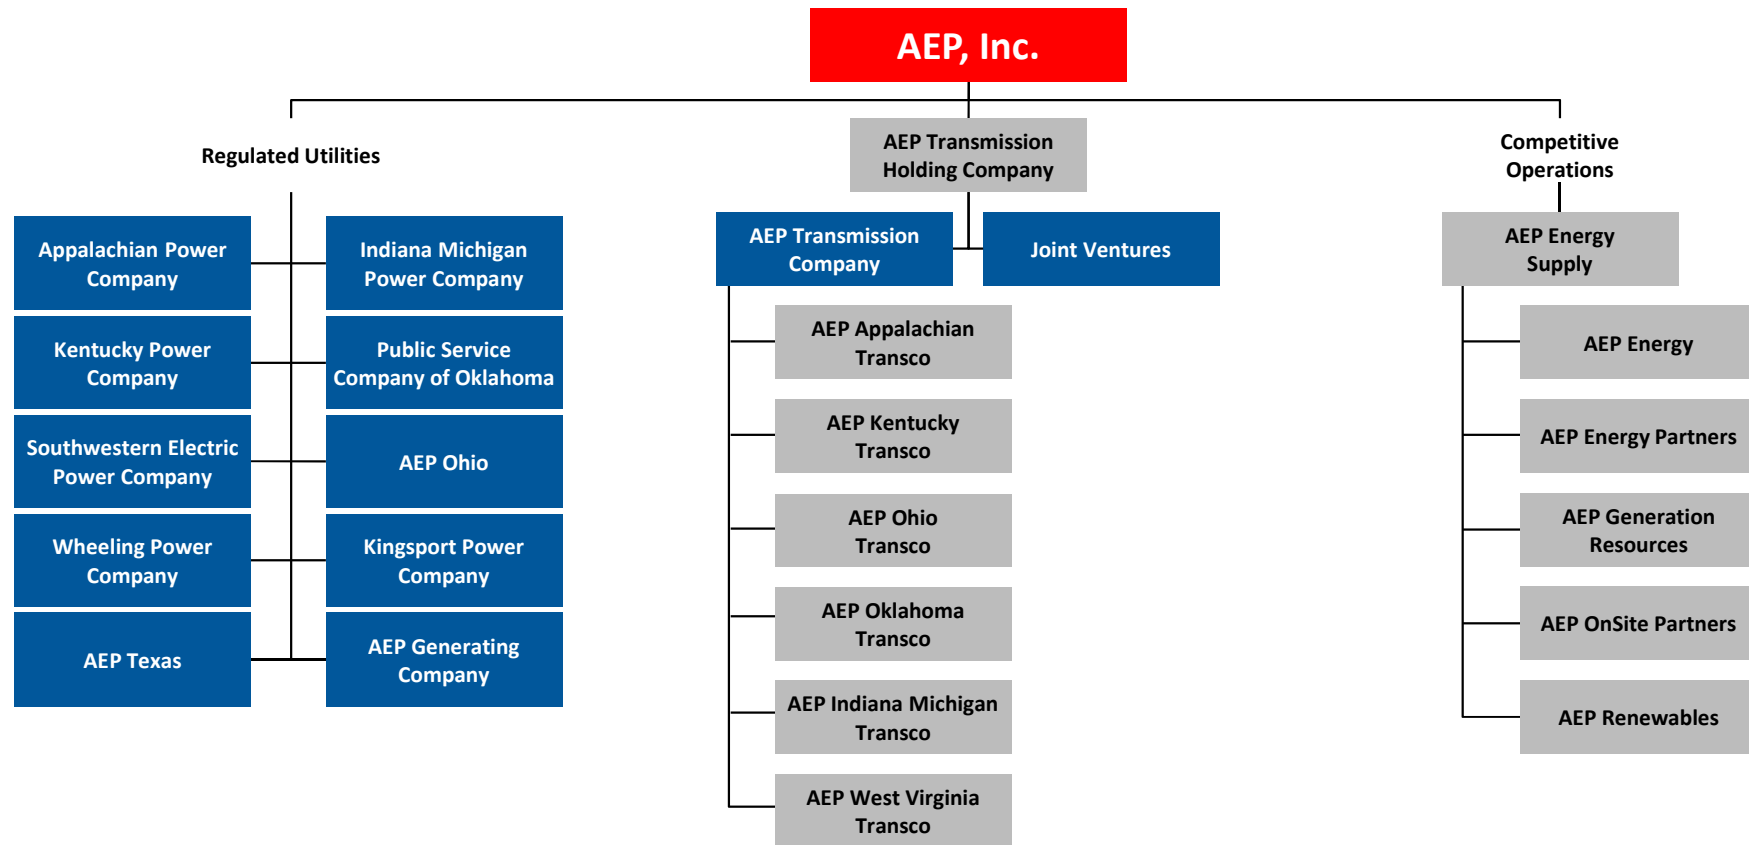 AEP, Inc.
Regulated Utilities
AEP Transmission
Holding Company
Competitive
Operations
Appalachian Power
Company
Indiana Michigan
Power Company
Kentucky Power
Company
Public Service
Company of Oklahoma
Southwestern Electric
Power Company
AEP Ohio
Wheeling Power
Company
Kingsport Power
Company
AEP Texas
AEP Generating
Company
AEP Transmission
Company
Joint Ventures
AEP Appalachian
Transco
AEP Kentucky
Transco
AEP Ohio
Transco
AEP Oklahoma
Transco
AEP Indiana Michigan
Transco
AEP West Virginia
Transco
AEP Energy
Supply
AEP Energy
AEP Energy Partners
AEP Generation
Resources
AEP OnSite Partners
AEP Renewables